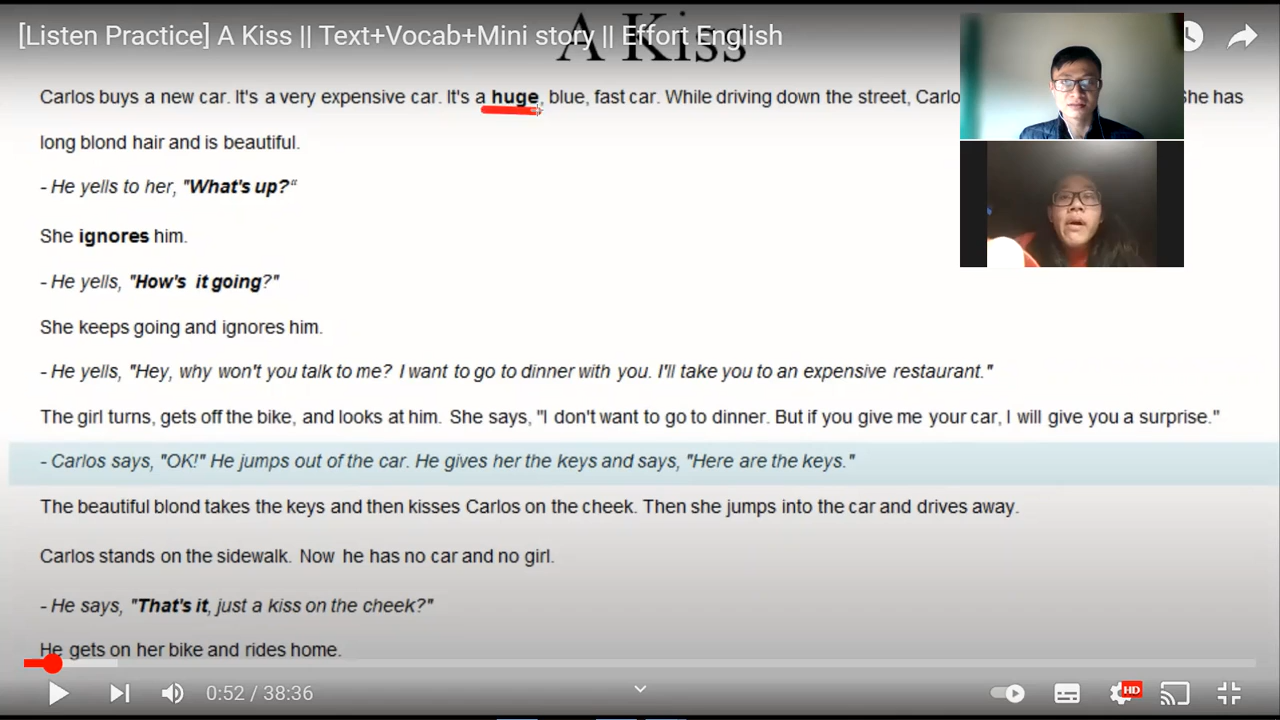 [Listen Practice] A Kiss || Text+Vocab+Mini story || Effort English
A Kiss
Carlos buys a new car. It's a very expensive car. It's a huge, blue, fast car. While driving down the street, Carlo She has
long blond hair and is beautiful.
- He yells to her, "What's up?“
She ignores him.
- He yells, "How's it going?"
She keeps going and ignores him.
- He yells, "Hey, why won't you talk to me? I want to go to dinner with you. I'll take you to an expensive restaurant."
The girl turns, gets off the bike, and looks at him. She says, "I don't want to go to dinner. But if you give me your car, I will give you a surprise."
- Carlos says, "OK!" He jumps out of the car. He gives her the keys and says, "Here are the keys."
The beautiful blond takes the keys and then kisses Carlos on the cheek. Then she jumps into the car and drives away.
Carlos stands on the sidewalk. Now he has no car and no girl.
- He says, "That's it, just a kiss on the cheek?"
He gets on her bike and rides home.
0:52 / 38:36
HD